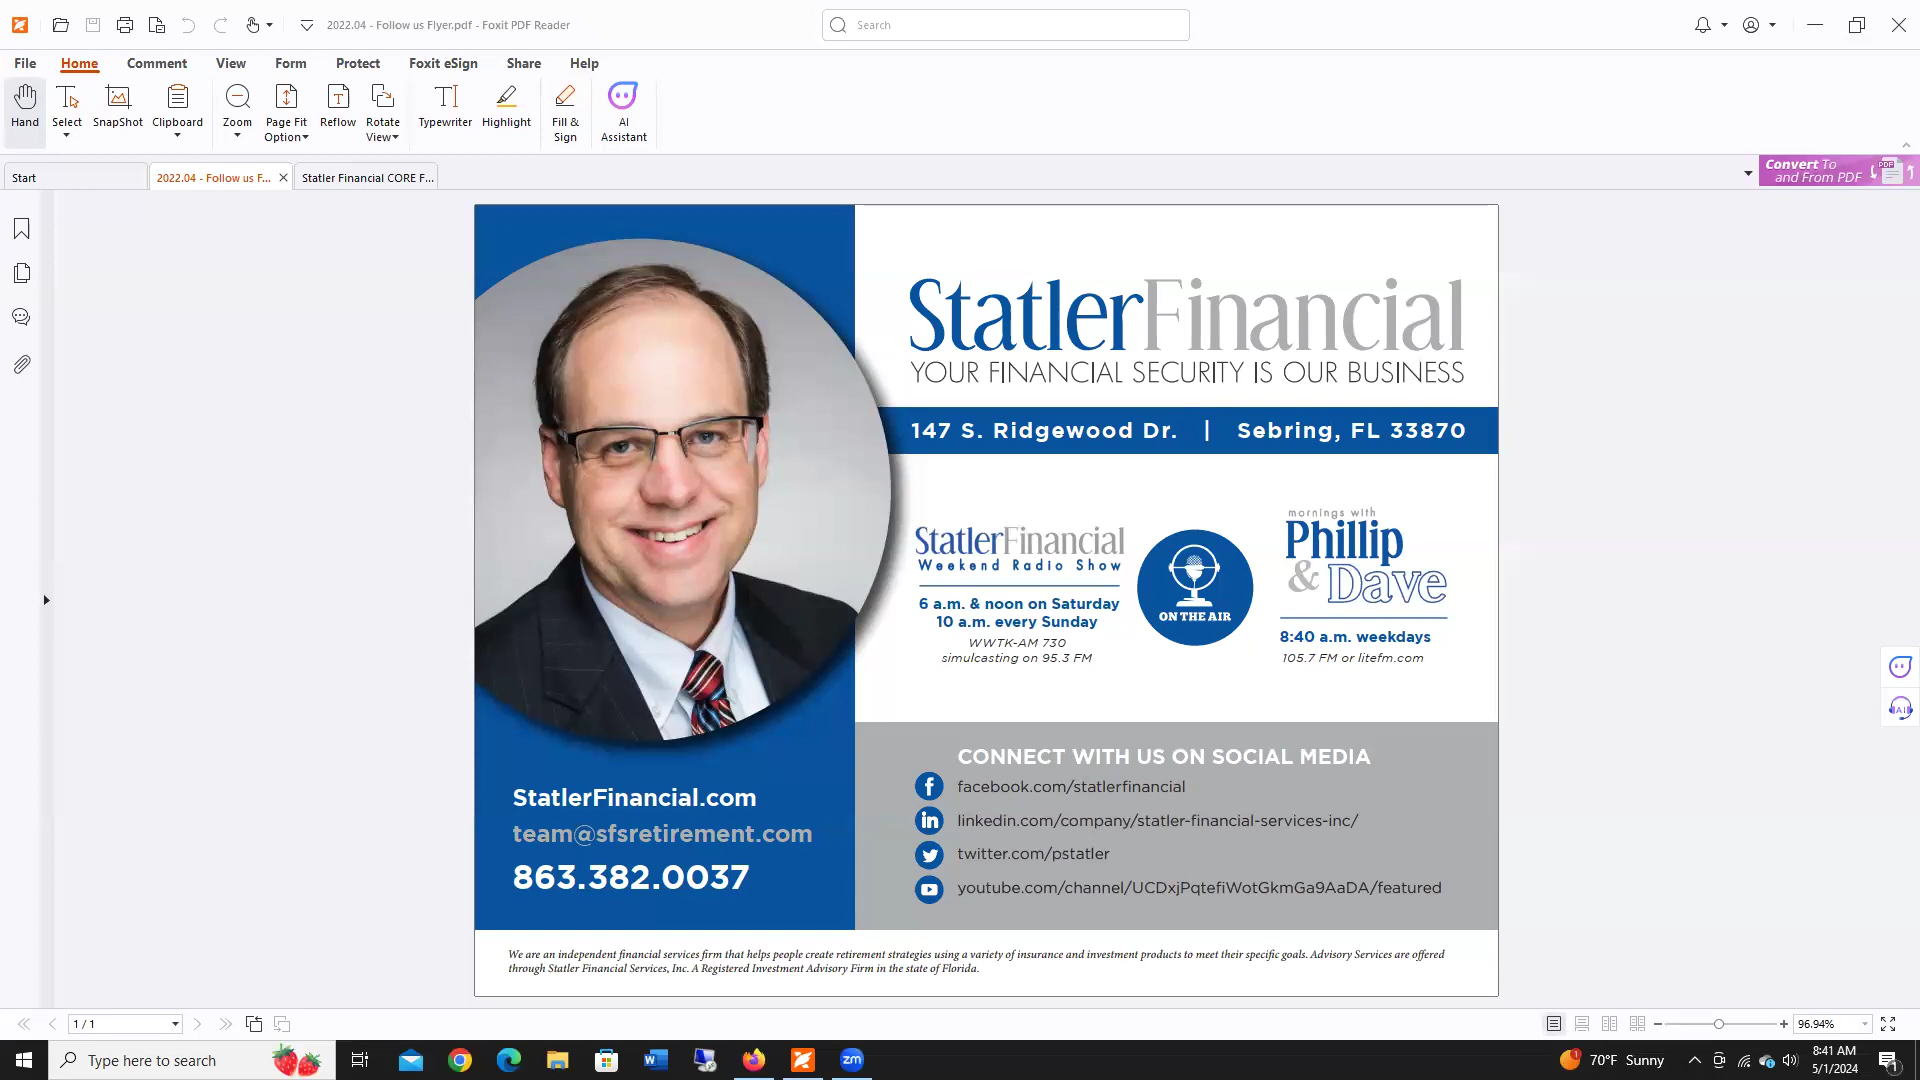 2022.04 - Follow us Flyer.pdf - Foxit PDF Reader
Search
File Home Comment View Form Protect Foxit eSign Share Help
Hand Select SnapShot Clipboard Zoom Page Fit Option Reflow Rotate View Typewriter Highlight Fill & Sign AI Assistant
Start 2022.04 - Follow us F... Statler Financial CORE F...
Convert To
and From PDF
PDF
StatlerFinancial
YOUR FINANCIAL SECURITY IS OUR BUSINESS
147 S. Ridgewood Dr. | Sebring, FL 33870
StatlerFinancial
Weekend Radio Show
6 a.m. & noon on Saturday
10 a.m. every Sunday
WWTK-AM 730
simulcasting on 95.3 FM
ON THE AIR
mornings with
Phillip
& Dave
8:40 a.m. weekdays
105.7 FM or litefm.com
StatlerFinancial.com
team@sfsretirement.com
863.382.0037
CONNECT WITH US ON SOCIAL MEDIA
facebook.com/statlerfinancial
linkedin.com/company/statler-financial-services-inc/
twitter.com/pstatler
youtube.com/channel/UCDxjPqtefiWotGkmGa9AaDA/featured
We are an independent financial services firm that helps people create retirement strategies using a variety of insurance and investment products to meet their specific goals. Advisory Services are offered
through Statler Financial Services, Inc. A Registered Investment Advisory Firm in the state of Florida.
AI
1 / 1
96.94%
Type here to search
zm
70°F Sunny
8:41 AM
5/1/2024